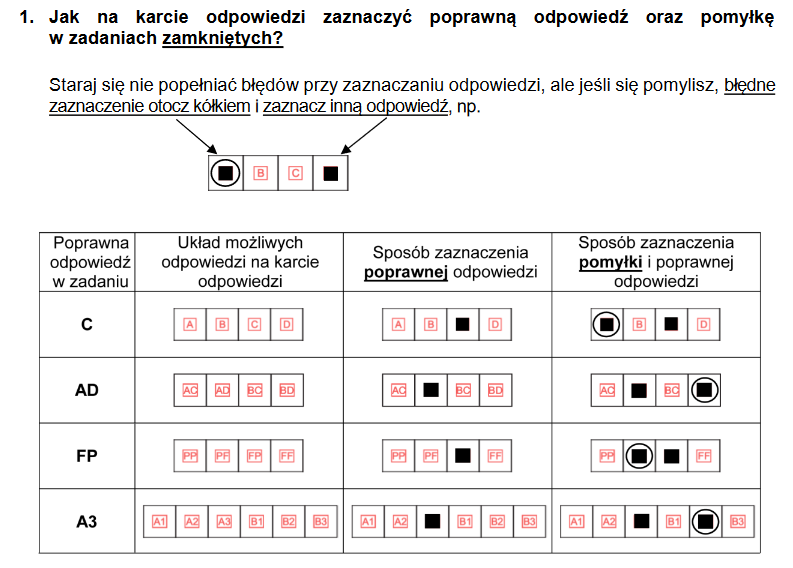 1. Jak na karcie odpowiedzi zaznaczyć poprawną odpowiedź oraz pomyłkę
w zadaniach zamkniętych?
Staraj się nie popełniać błędów przy zaznaczaniu odpowiedzi, ale jeśli się pomylisz, błędne
zaznaczenie otocz kółkiem i zaznacz inną odpowiedź, np.
B C
Poprawna
odpowiedź
w zadaniu
Układ możliwych
odpowiedzi na karcie
odpowiedzi
Sposób zaznaczenia
poprawnej odpowiedzi
Sposób zaznaczenia
pomyłki i poprawnej
odpowiedzi
C
A B C D
A B D
B D
AD
AC AD BC BD
AC BC BD
AC BC
FP
PP PF FP FF
PP PF FF
PP FF
A3
A1 A2 A3 B1 B2 B3
A1 A2 B1 B2 B3
A1 A2 B1 B3